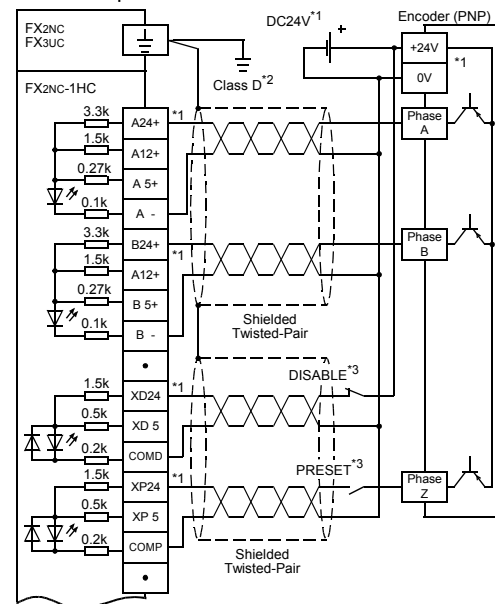 FX2NC
FX3UC
DC24V*1
+
Encoder (PNP)
+24V
0V
*1
Class D*2
FX2NC-1HC
3.3k
A24+
*1
1.5k
A12+
0.27k
A 5+
0.1k
A -
Phase
A
3.3k
B24+
*1
1.5k
A12+
0.27k
B 5+
0.1k
B -
Phase
B
Shielded
Twisted-Pair
DISABLE*3
1.5k
XD24
*1
0.5k
XD 5
0.2k
COMD
PRESET*3
1.5k
XP24
*1
0.5k
XP 5
0.2k
COMP
Phase
Z
Shielded
Twisted-Pair